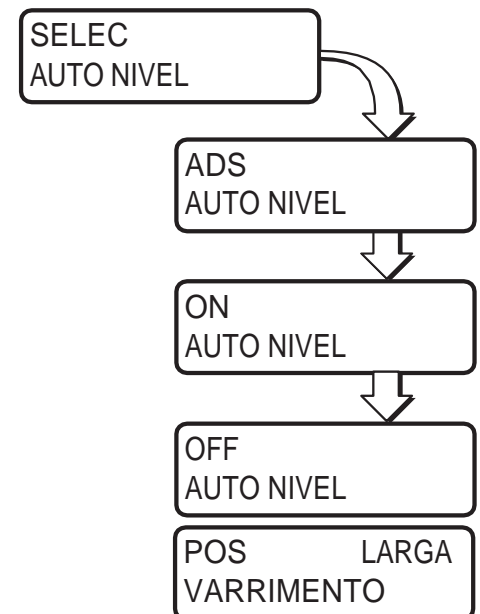 SELEC
AUTO NIVEL
ADS
AUTO NIVEL
ON
AUTO NIVEL
OFF
AUTO NIVEL
POS LARGA
VARRIMENTO